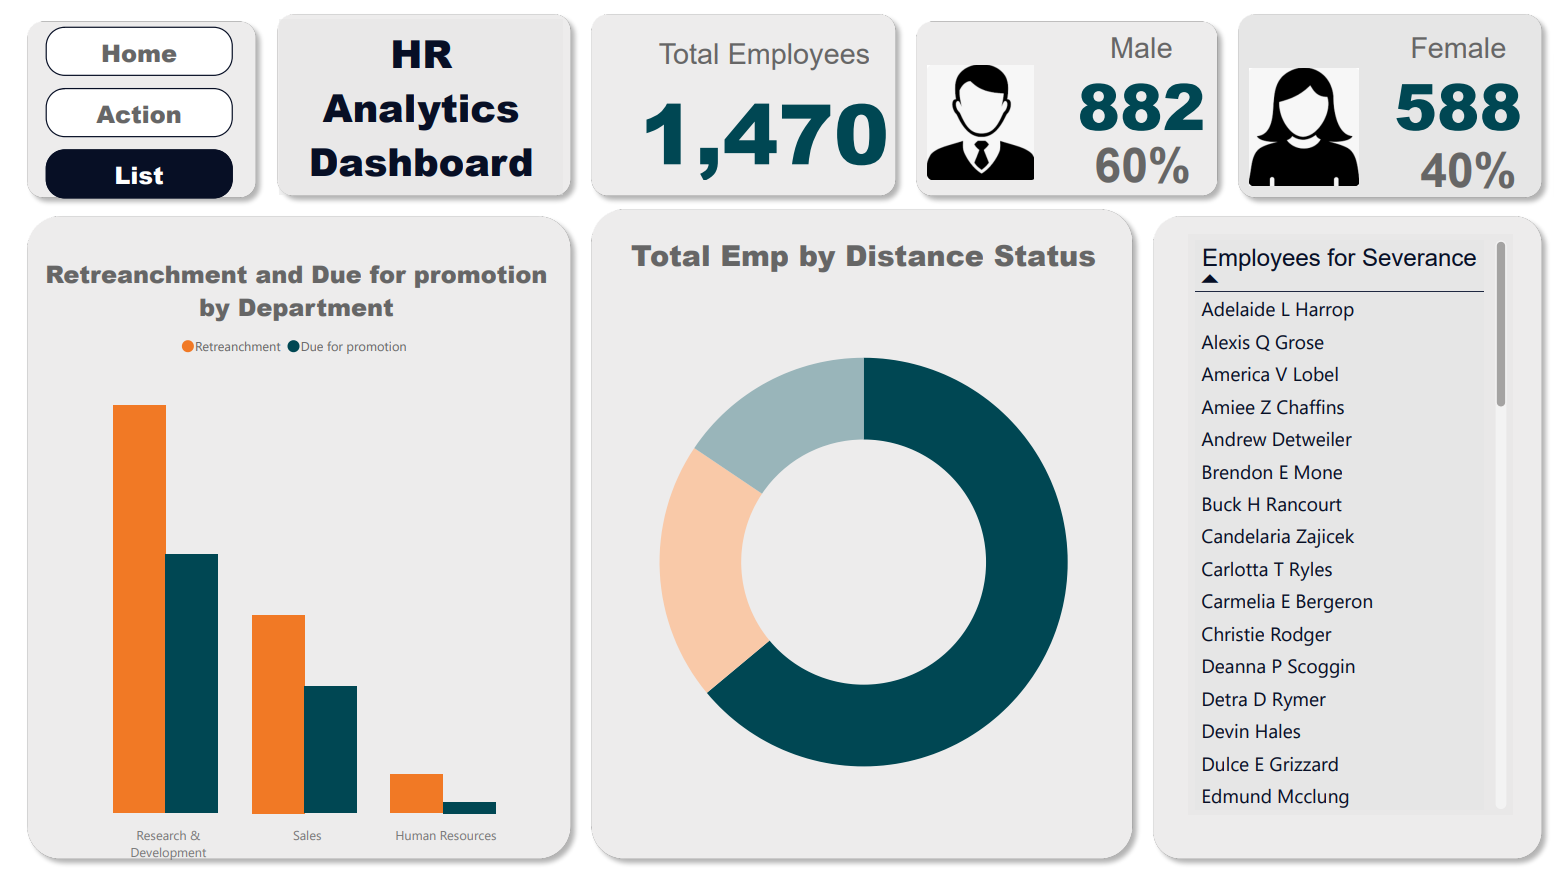 Home
Action
List
HR
Analytics
Dashboard
Total Employees
1,470
Male
882
60%
Female
588
40%
Retreanchment and Due for promotion
by Department
Retreanchment Due for promotion
Research &
Development
Sales
Human Resources
Total Emp by Distance Status
Employees for Severance
Adelaide L Harrop
Alexis Q Grose
America V Lobel
Amiee Z Chaffins
Andrew Detweiler
Brendon E Mone
Buck H Rancourt
Candelaria Zajicek
Carlotta T Ryles
Carmelia E Bergeron
Christie Rodger
Deanna P Scoggin
Detra D Rymer
Devin Hales
Dulce E Grizzard
Edmund Mcclung